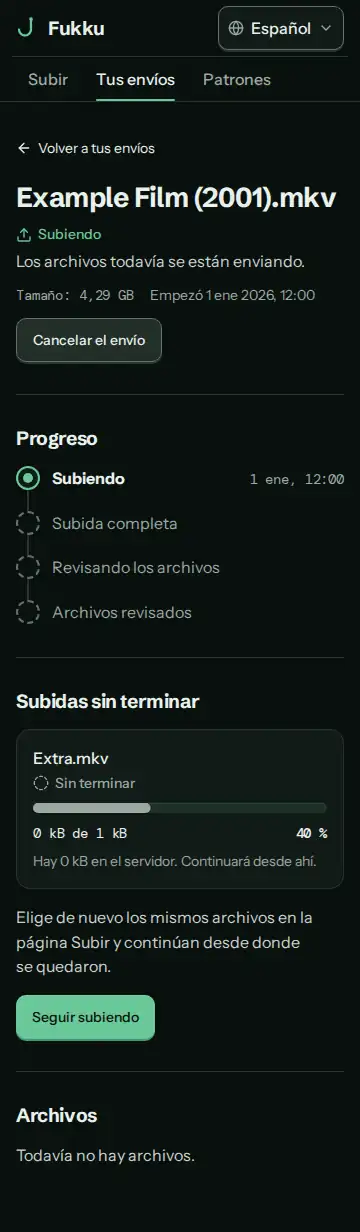 Fukku
Español
Subir
Tus envíos
Patrones
Volver a tus envíos
Example Film (2001).mkv
Subiendo
Los archivos todavía se están enviando.
Tamaño: 4,29 GB
Empezó 1 ene 2026, 12:00
Cancelar el envío
Progreso
Subiendo
1 ene, 12:00
Subida completa
Revisando los archivos
Archivos revisados
Subidas sin terminar
Extra.mkv
Sin terminar
0 kB de 1 kB
40 %
Hay 0 kB en el servidor. Continuará desde ahí.
Elige de nuevo los mismos archivos en la
página Subir y continúan desde donde
se quedaron.
Seguir subiendo
Archivos
Todavía no hay archivos.